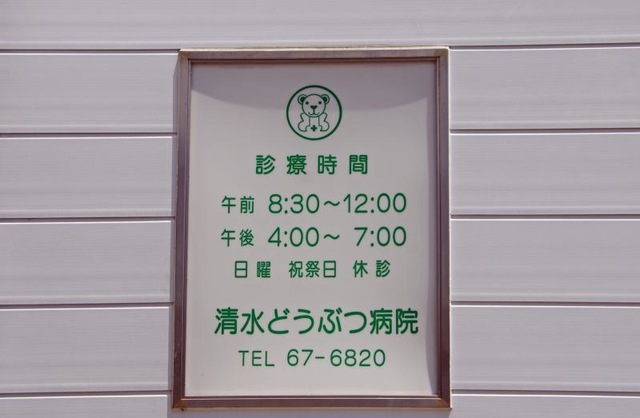 診療時間
午前 8:30～12:00
午後 4:00～ 7:00
日曜 祝祭日 休診
清水どうぶつ病院
TEL 67-6820